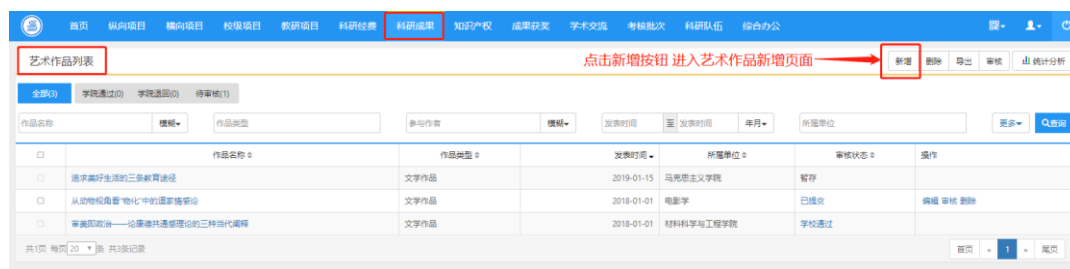 首页 纵向项目 横向项目 校级项目 教研项目 科研经费 科研成果 知识产权 成果获奖 学术交流 考核批次 科研队伍 综合办公
艺术作品列表 点击新增按钮 进入艺术作品新增页面 新增 删除 导出 审核 统计分析
全部(3) 学院通过(0) 学院退回(0) 待审核(1)
作品名称 模糊 作品类型 参与作者 模糊 发表时间 至 发表时间 年月 所属单位 更多 查询
作品名称 作品类型 发表时间 所属单位 审核状态 操作
追求美好生活的三条教育途径 文学作品 2019-01-15 马克思主义学院 暂存
从动物视角看“物化”中的道家情感论 文学作品 2018-01-01 电影学 已提交 编辑 审核 删除
审美即政治——论康德共通感理论的三种当代阐释 文学作品 2018-01-01 材料科学与工程学院 学校通过
共1页 每页 20 条 共3条记录 首页 « 1 » 尾页